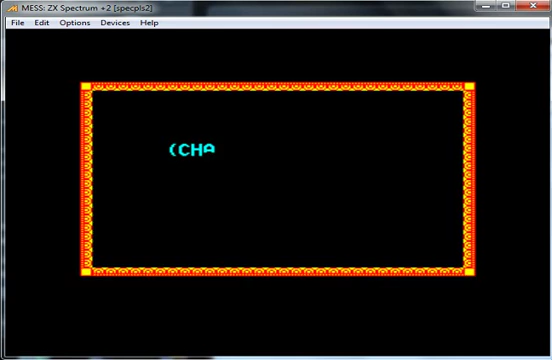 MESS: ZX Spectrum +2 [specpls2]
File Edit Options Devices Help
(CHA